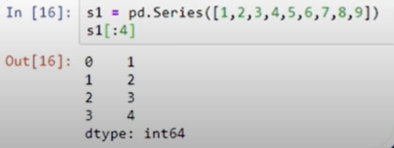 In [16]: s1 = pd.Series([1,2,3,4,5,6,7,8,9])
s1[:4]
Out[16]: 0 1
1 2
2 3
3 4
dtype: int64